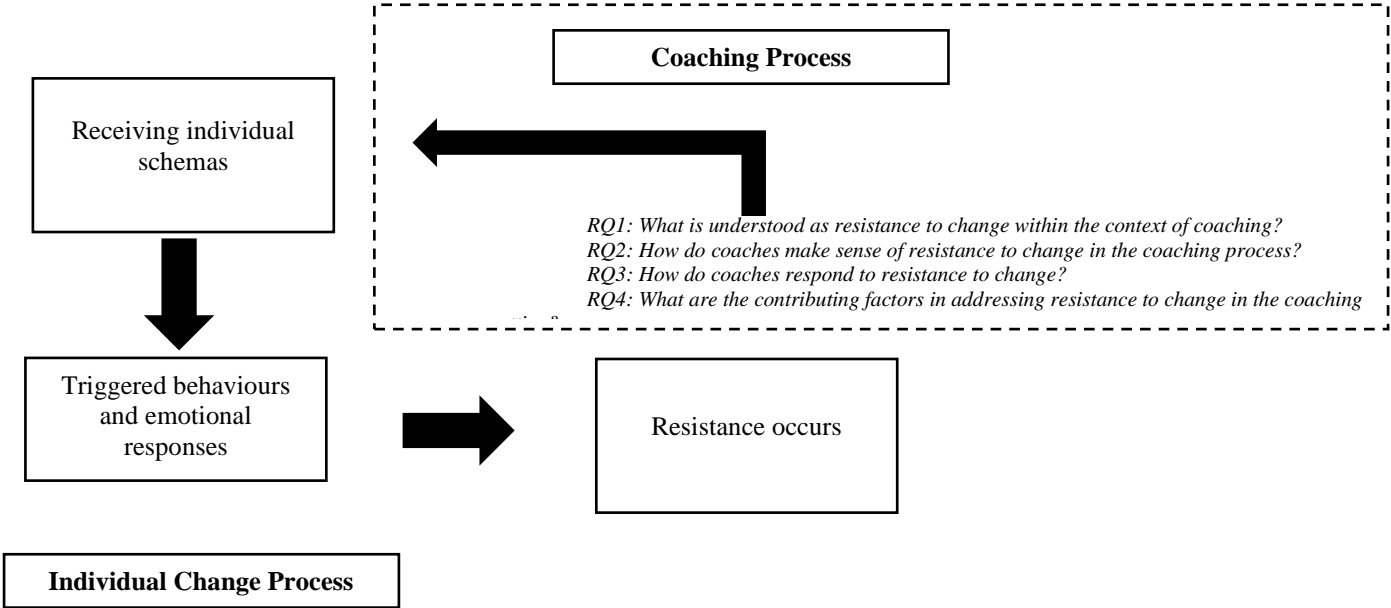 Coaching Process
Receiving individual
schemas
RQ1: What is understood as resistance to change within the context of coaching?
RQ2: How do coaches make sense of resistance to change in the coaching process?
RQ3: How do coaches respond to resistance to change?
RQ4: What are the contributing factors in addressing resistance to change in the coaching
Triggered behaviours
and emotional
responses
Resistance occurs
Individual Change Process